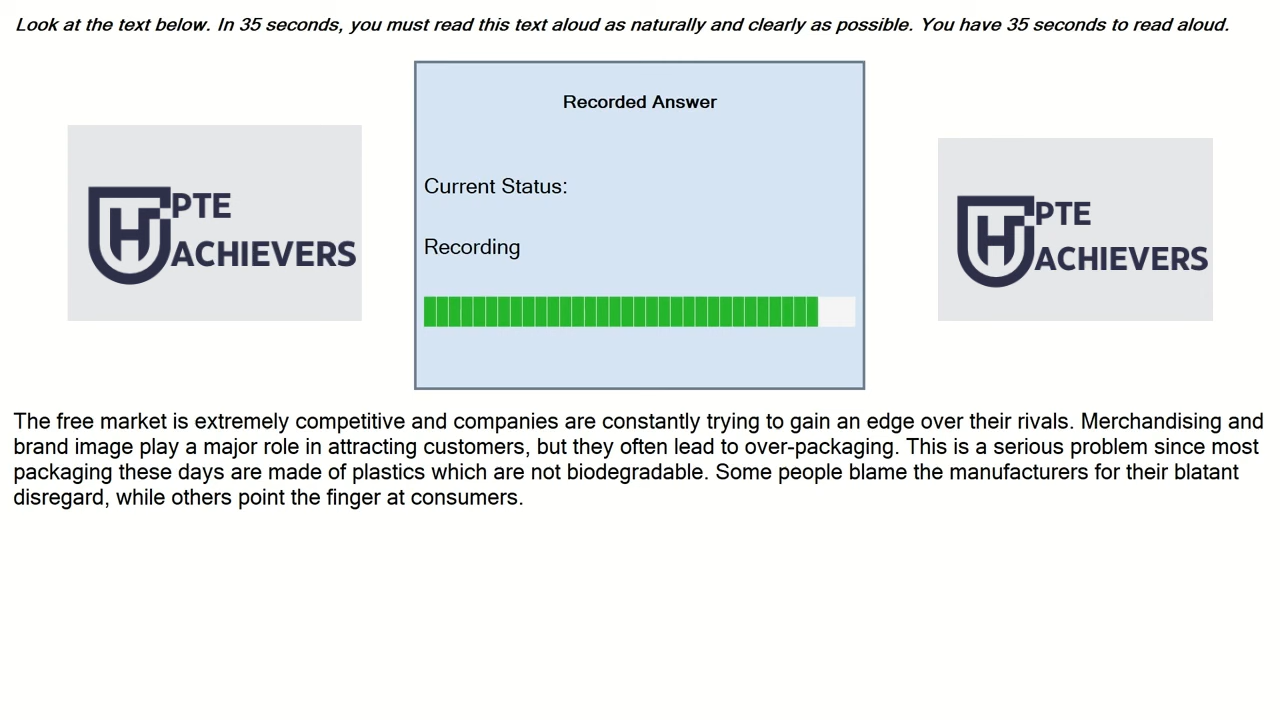 Look at the text below. In 35 seconds, you must read this text aloud as naturally and clearly as possible. You have 35 seconds to read aloud.
Recorded Answer
PTE
ACHIEVERS
PTE
ACHIEVERS
Current Status:
Recording
The free market is extremely competitive and companies are constantly trying to gain an edge over their rivals. Merchandising and
brand image play a major role in attracting customers, but they often lead to over-packaging. This is a serious problem since most
packaging these days are made of plastics which are not biodegradable. Some people blame the manufacturers for their blatant
disregard, while others point the finger at consumers.